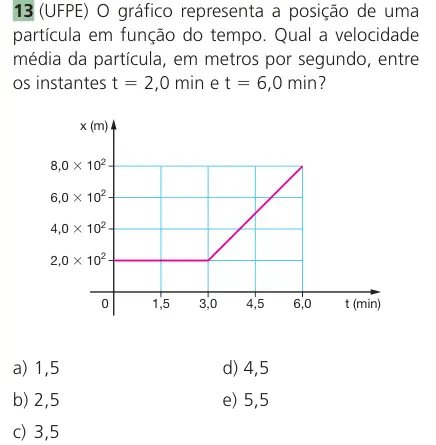 13 (UFPE) O gráfico representa a posição de uma
partícula em função do tempo. Qual a velocidade
média da partícula, em metros por segundo, entre
os instantes t = 2,0 min e t = 6,0 min?
x (m)
8,0 × 10²
6,0 × 10²
4,0 × 10²
2,0 × 10²
0 1,5 3,0 4,5 6,0 t (min)
a) 1,5 d) 4,5
b) 2,5 e) 5,5
c) 3,5